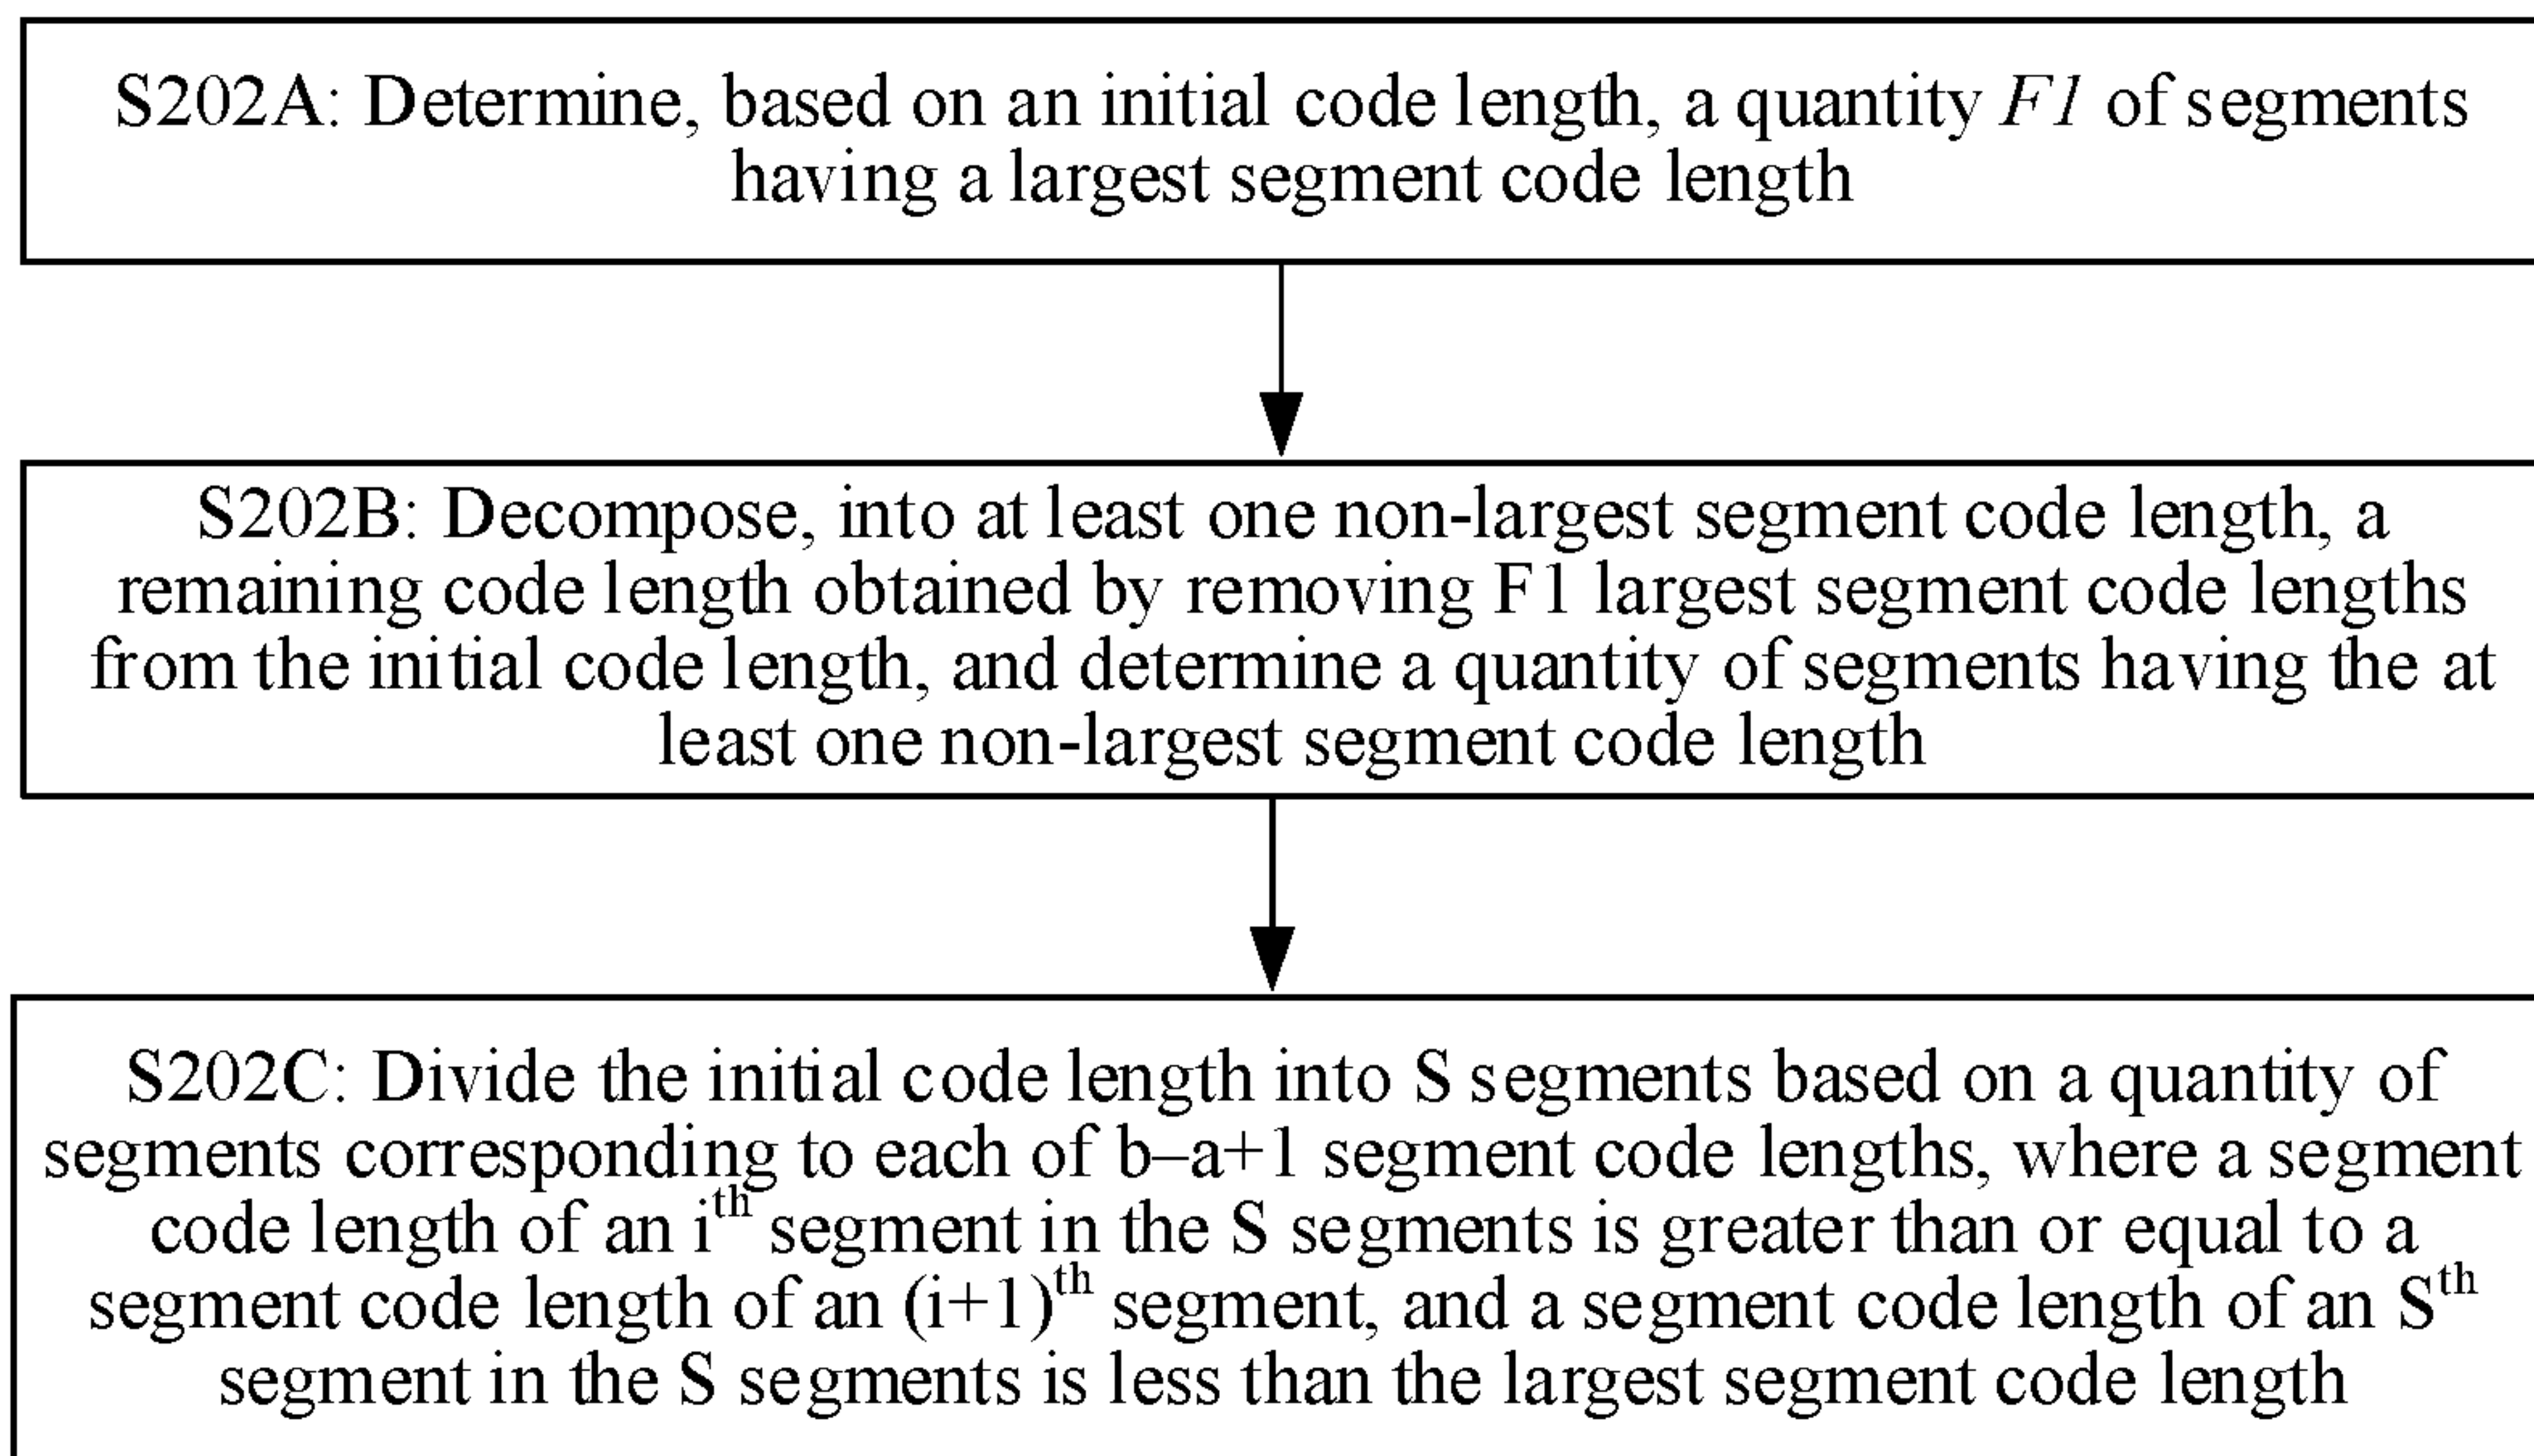 S202A: Determine, based on an initial code length, a quantity F1 of segments
having a largest segment code length
S202B: Decompose, into at least one non-largest segment code length, a
remaining code length obtained by removing F1 largest segment code lengths
from the initial code length, and determine a quantity of segments having the at
least one non-largest segment code length
S202C: Divide the initial code length into S segments based on a quantity of
segments corresponding to each of b–a+1 segment code lengths, where a segment
code length of an i^th segment in the S segments is greater than or equal to a
segment code length of an (i+1)^th segment, and a segment code length of an S^th
segment in the S segments is less than the largest segment code length